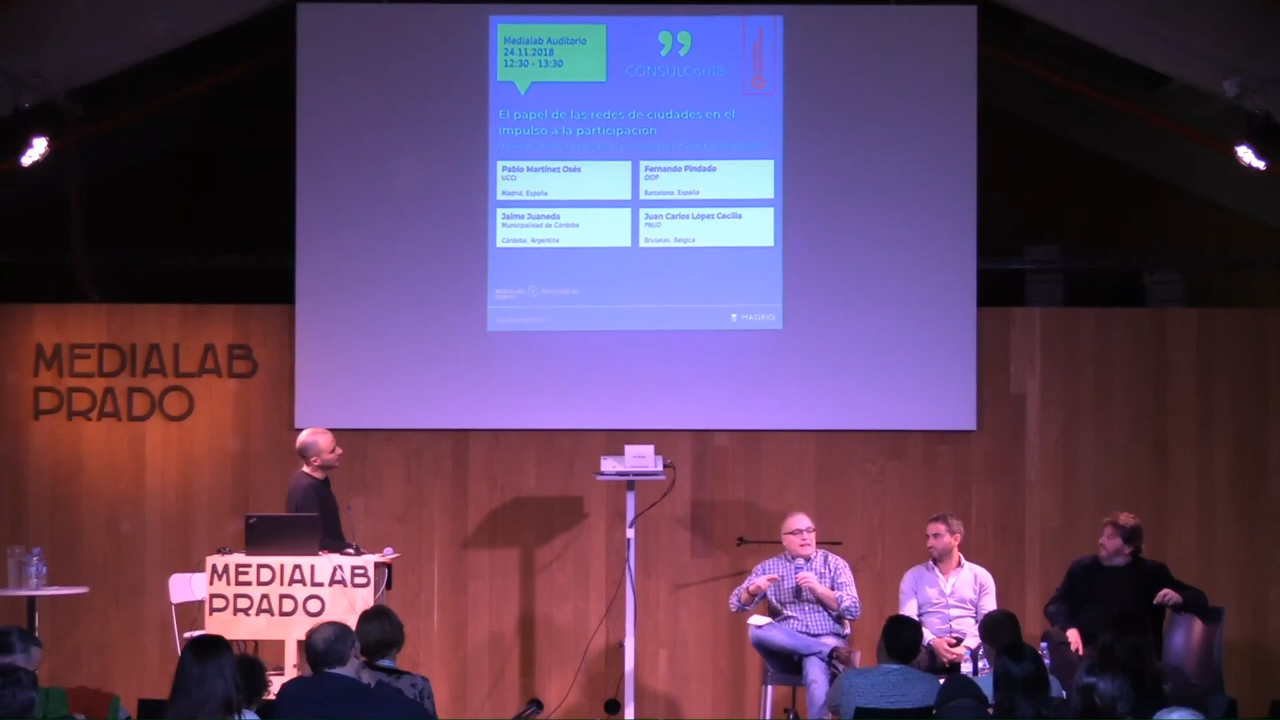 Medialab Auditorio
24.11.2018
12:30 - 13:30
CONSULCon18
El papel de las redes de ciudades en el
impulso a la participacion
Pablo Martínez Osés
UCCI
Madrid, España
Fernando Pindado
OIDP
Barcelona, España
Jaime Juaneda
Municipalidad de Córdoba
Córdoba, Argentina
Juan Carlos López Cecilia
PNUD
Bruselas, Bélgica
MADRID
MEDIALAB
PRADO
MEDIALAB
PRADO